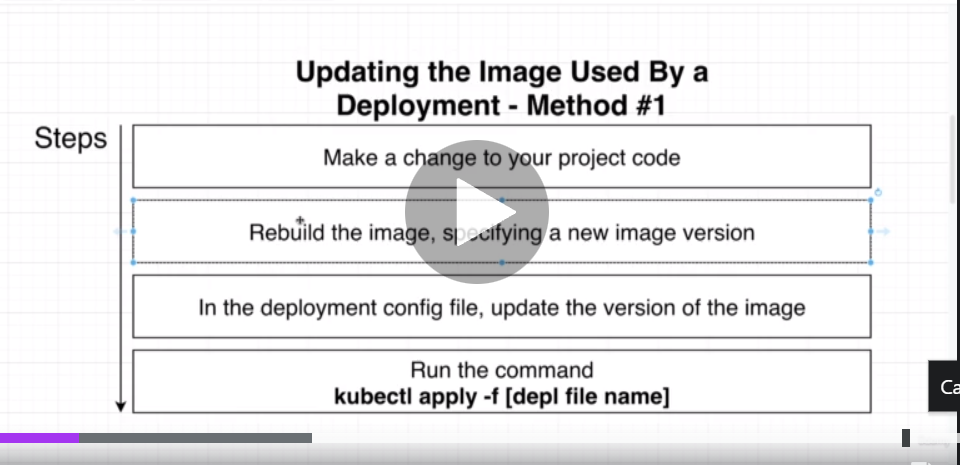 Updating the Image Used By a
Deployment - Method #1
Steps
Make a change to your project code
Rebuild the image, specifying a new image version
In the deployment config file, update the version of the image
Run the command
kubectl apply -f [depl file name]
Ca